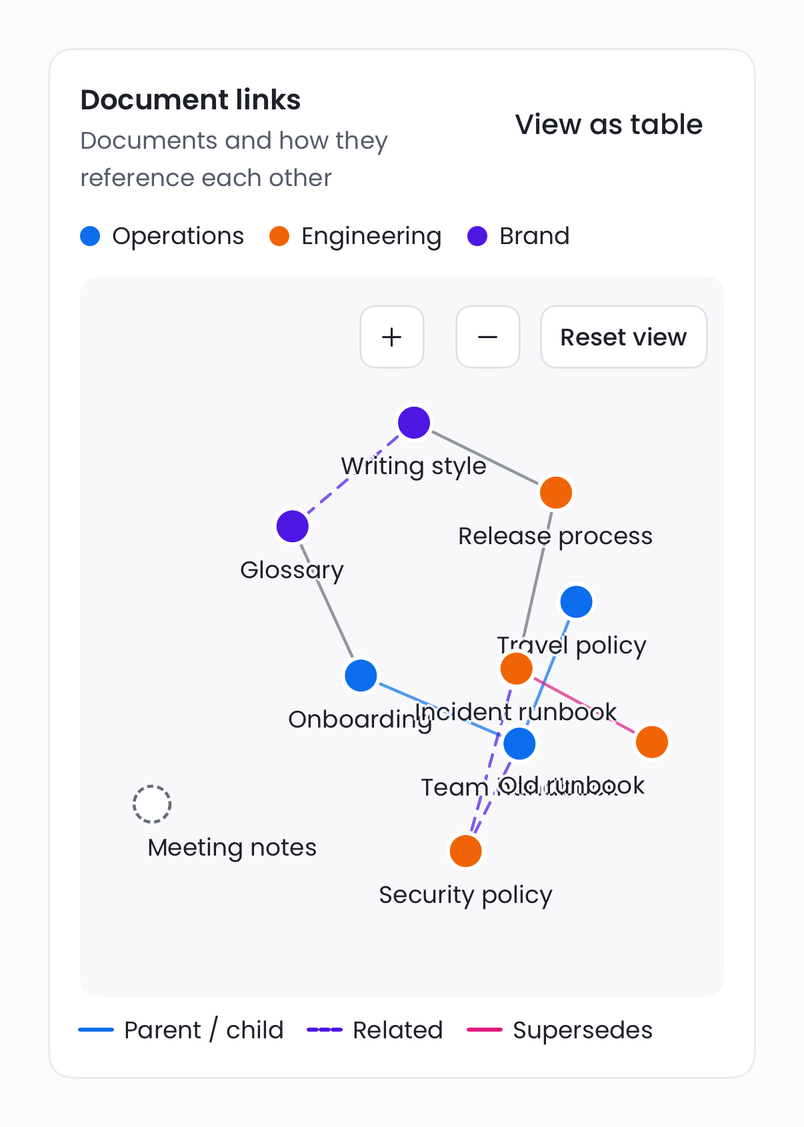 Document links
Documents and how they
reference each other
View as table
Operations
Engineering
Brand
+
−
Reset view
Writing style
Release process
Glossary
Travel policy
Incident runbook
Onboarding
Team
Old runbook
Meeting notes
Security policy
Parent / child
Related
Supersedes